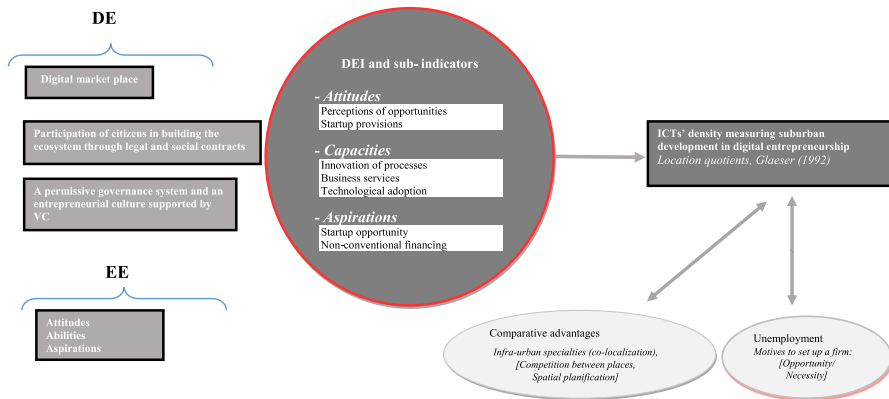 DE
Digital market place
Participation of citizens in building the
ecosystem through legal and social contracts
A permissive governance system and an
entrepreneurial culture supported by
VC
EE
Attitudes
Abilities
Aspirations
DEI and sub- indicators
- Attitudes
Perceptions of opportunities
Startup provisions
- Capacities
Innovation of processes
Business services
Technological adoption
- Aspirations
Startup opportunity
Non-conventional financing
ICTs’ density measuring suburban
development in digital entrepreneurship
Location quotients, Glaeser (1992)
Comparative advantages
Infra-urban specialties (co-localization),
[Competition between places,
Spatial planification]
Unemployment
Motives to set up a firm:
[Opportunity/
Necessity]